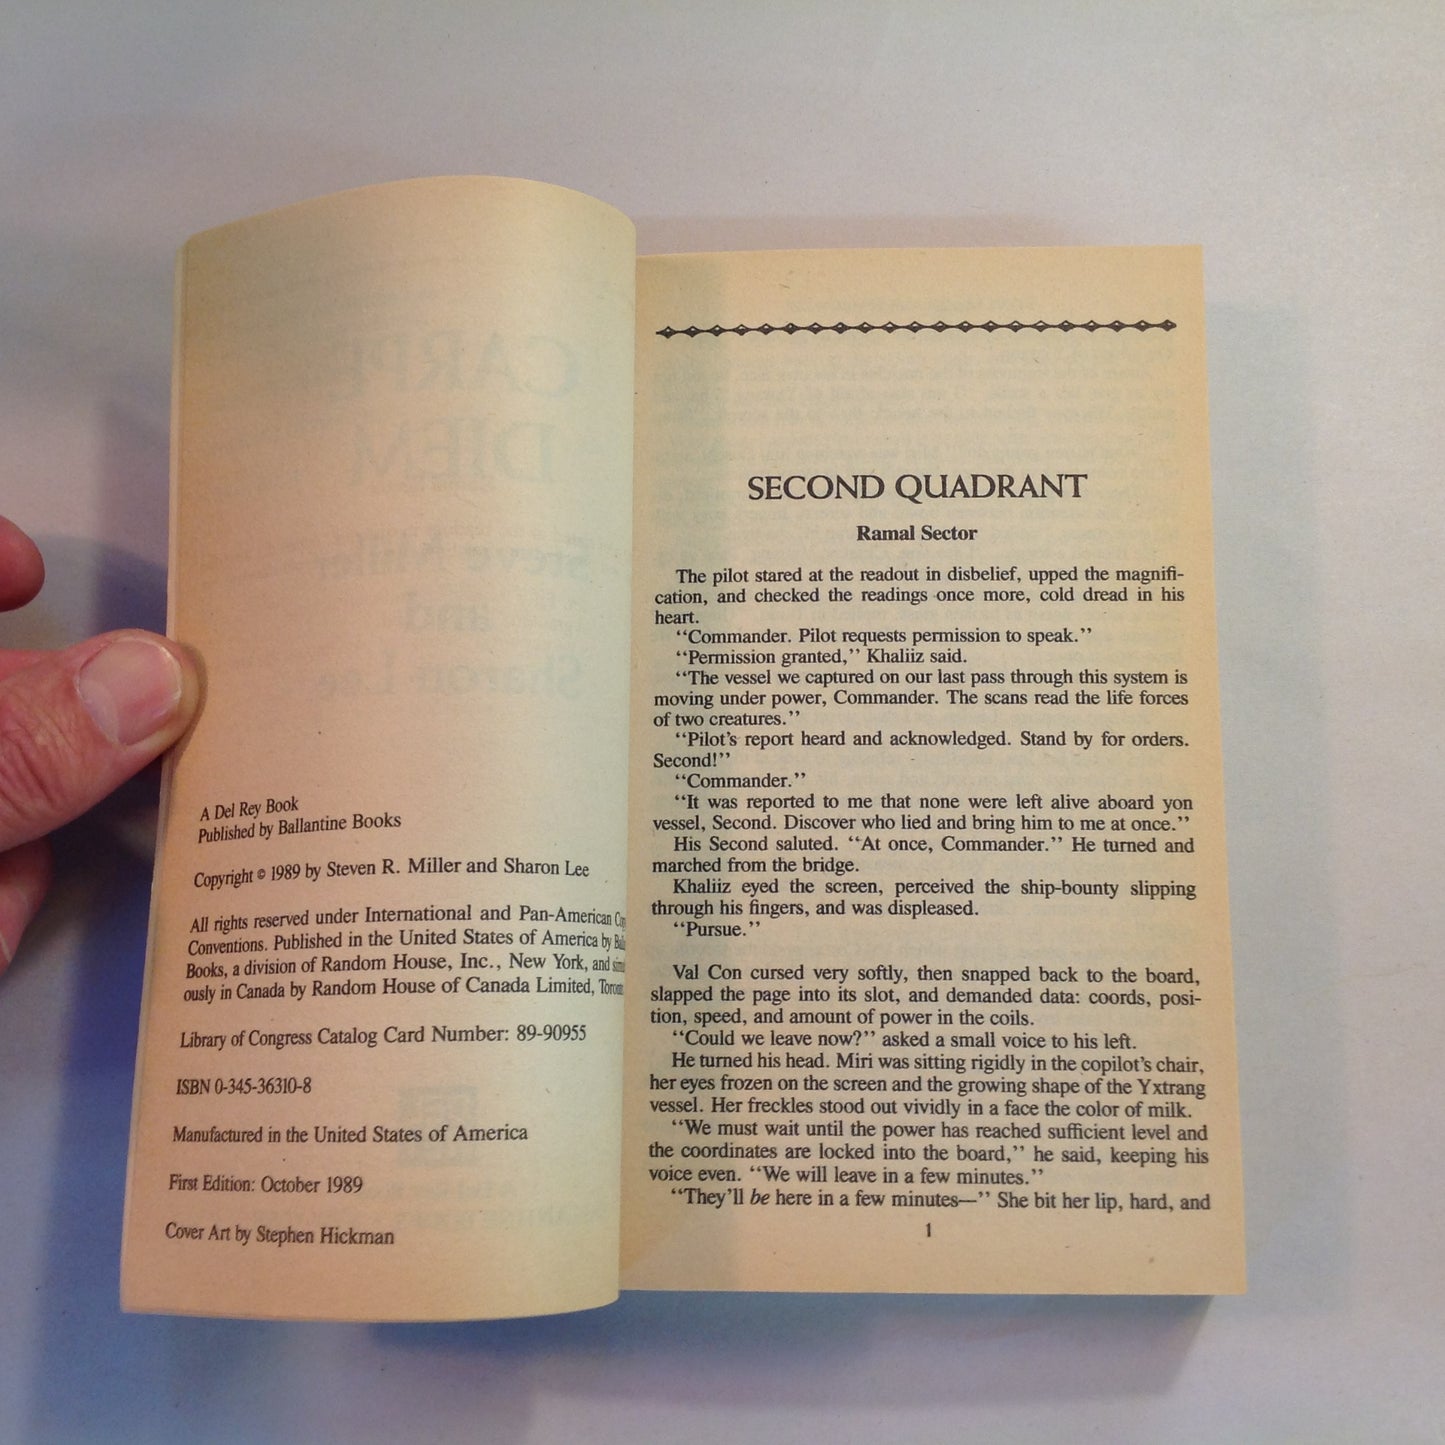 A Del Rey Book
Published by Ballantine Books
Copyright © 1989 by Steven R. Miller and Sharon Lee
All rights reserved under International and Pan-American
Conventions. Published in the United States of America by
Books, a division of Random House, Inc., New York, and
ously in Canada by Random House of Canada Limited,
Library of Congress Catalog Card Number: 89-90955
ISBN 0-345-36310-8
Manufactured in the United States of America
First Edition: October 1989
Cover Art by Stephen Hickman
SECOND QUADRANT
Ramal Sector
The pilot stared at the readout in disbelief, upped the magnifi-
cation, and checked the readings once more, cold dread in his
heart.
“Commander. Pilot requests permission to speak.”
“Permission granted,” Khaliiz said.
“The vessel we captured on our last pass through this system is
moving under power, Commander. The scans read the life forces
of two creatures.”
“Pilot’s report heard and acknowledged. Stand by for orders.
Second!”
“Commander.”
“It was reported to me that none were left alive aboard yon
vessel, Second. Discover who lied and bring him to me at once.”
His Second saluted. “At once, Commander.” He turned and
marched from the bridge.
Khaliiz eyed the screen, perceived the ship-bounty slipping
through his fingers, and was displeased.
“Pursue.”
Val Con cursed very softly, then snapped back to the board,
slapped the page into its slot, and demanded data: coords, posi-
tion, speed, and amount of power in the coils.
“Could we leave now?” asked a small voice to his left.
He turned his head. Miri was sitting rigidly in the copilot’s chair,
her eyes frozen on the screen and the growing shape of the Yxtrang
vessel. Her freckles stood out vividly in a face the color of milk.
“We must wait until the power has reached sufficient level and
the coordinates are locked into the board,” he said, keeping his
voice even. “We will leave in a few minutes.”
“They’ll be here in a few minutes—” She bit her lip, hard, and
1